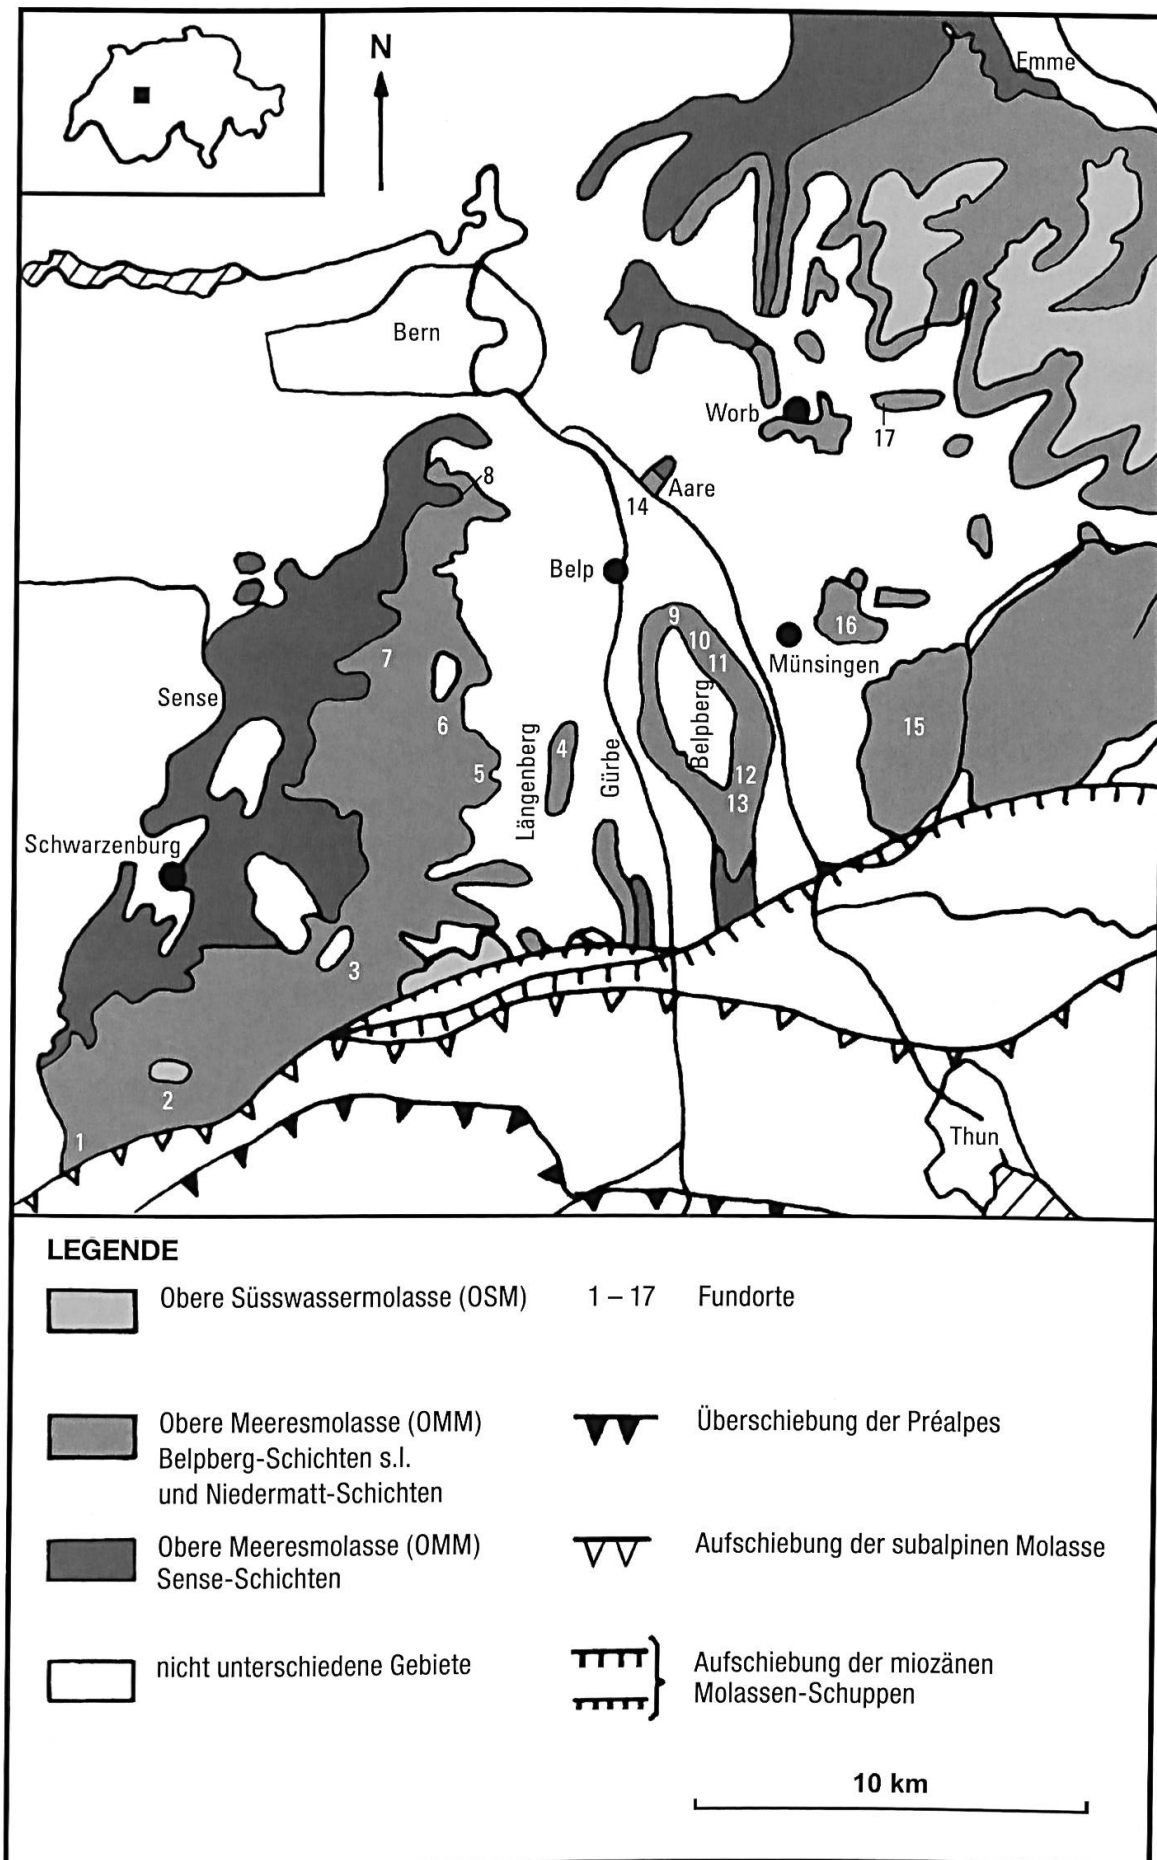 N
Emme
Bern
Worb
17
8
14
Aare
Belp
9
10
11
16
Münsingen
7
Sense
6
Belpberg
15
Längenberg
4
Gürbe
5
12
13
Schwarzenburg
3
2
1
Thun
LEGENDE
Obere Süsswassermolasse (OSM)
1 – 17 Fundorte
Obere Meeresmolasse (OMM)
Belpberg-Schichten s.l.
und Niedermatt-Schichten
Überschiebung der Préalpes
Obere Meeresmolasse (OMM)
Sense-Schichten
Aufschiebung der subalpinen Molasse
nicht unterschiedene Gebiete
Aufschiebung der miozänen
Molassen-Schuppen
10 km